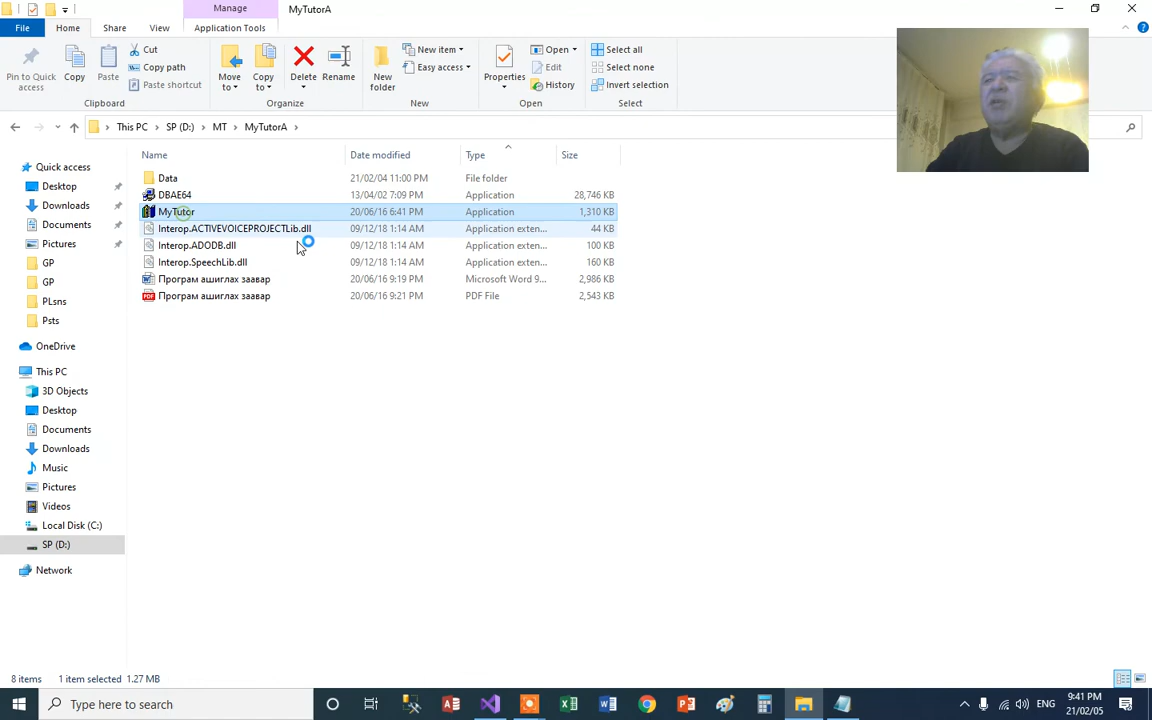 Manage
MyTutorA
File
Home
Share
View
Application Tools
Pin to Quick access
Copy
Paste
Cut
Copy path
Paste shortcut
Clipboard
Move to
Copy to
Delete
Rename
Organize
New folder
New item
Easy access
New
Properties
Open
Edit
History
Open
Select all
Select none
Invert selection
Select
This PC
SP (D:)
MT
MyTutorA
Name
Date modified
Type
Size
Data 21/02/04 11:00 PM File folder
DBAE64 13/04/02 7:09 PM Application 28,746 KB
MyTutor 20/06/16 6:41 PM Application 1,310 KB
Interop.ACTIVEVOICEPROJECTLib.dll 09/12/18 1:14 AM Application exten... 44 KB
Interop.ADODB.dll 09/12/18 1:14 AM Application exten... 100 KB
Interop.SpeechLib.dll 09/12/18 1:14 AM Application exten... 160 KB
Програм ашиглах заавар 20/06/16 9:19 PM Microsoft Word 9... 2,986 KB
Програм ашиглах заавар 20/06/16 9:21 PM PDF File 2,543 KB
Quick access
Desktop
Downloads
Documents
Pictures
GP
GP
PLsns
Psts
OneDrive
This PC
3D Objects
Desktop
Documents
Downloads
Music
Pictures
Videos
Local Disk (C:)
SP (D:)
Network
8 items 1 item selected 1.27 MB
Type here to search
ENG
9:41 PM
21/02/05